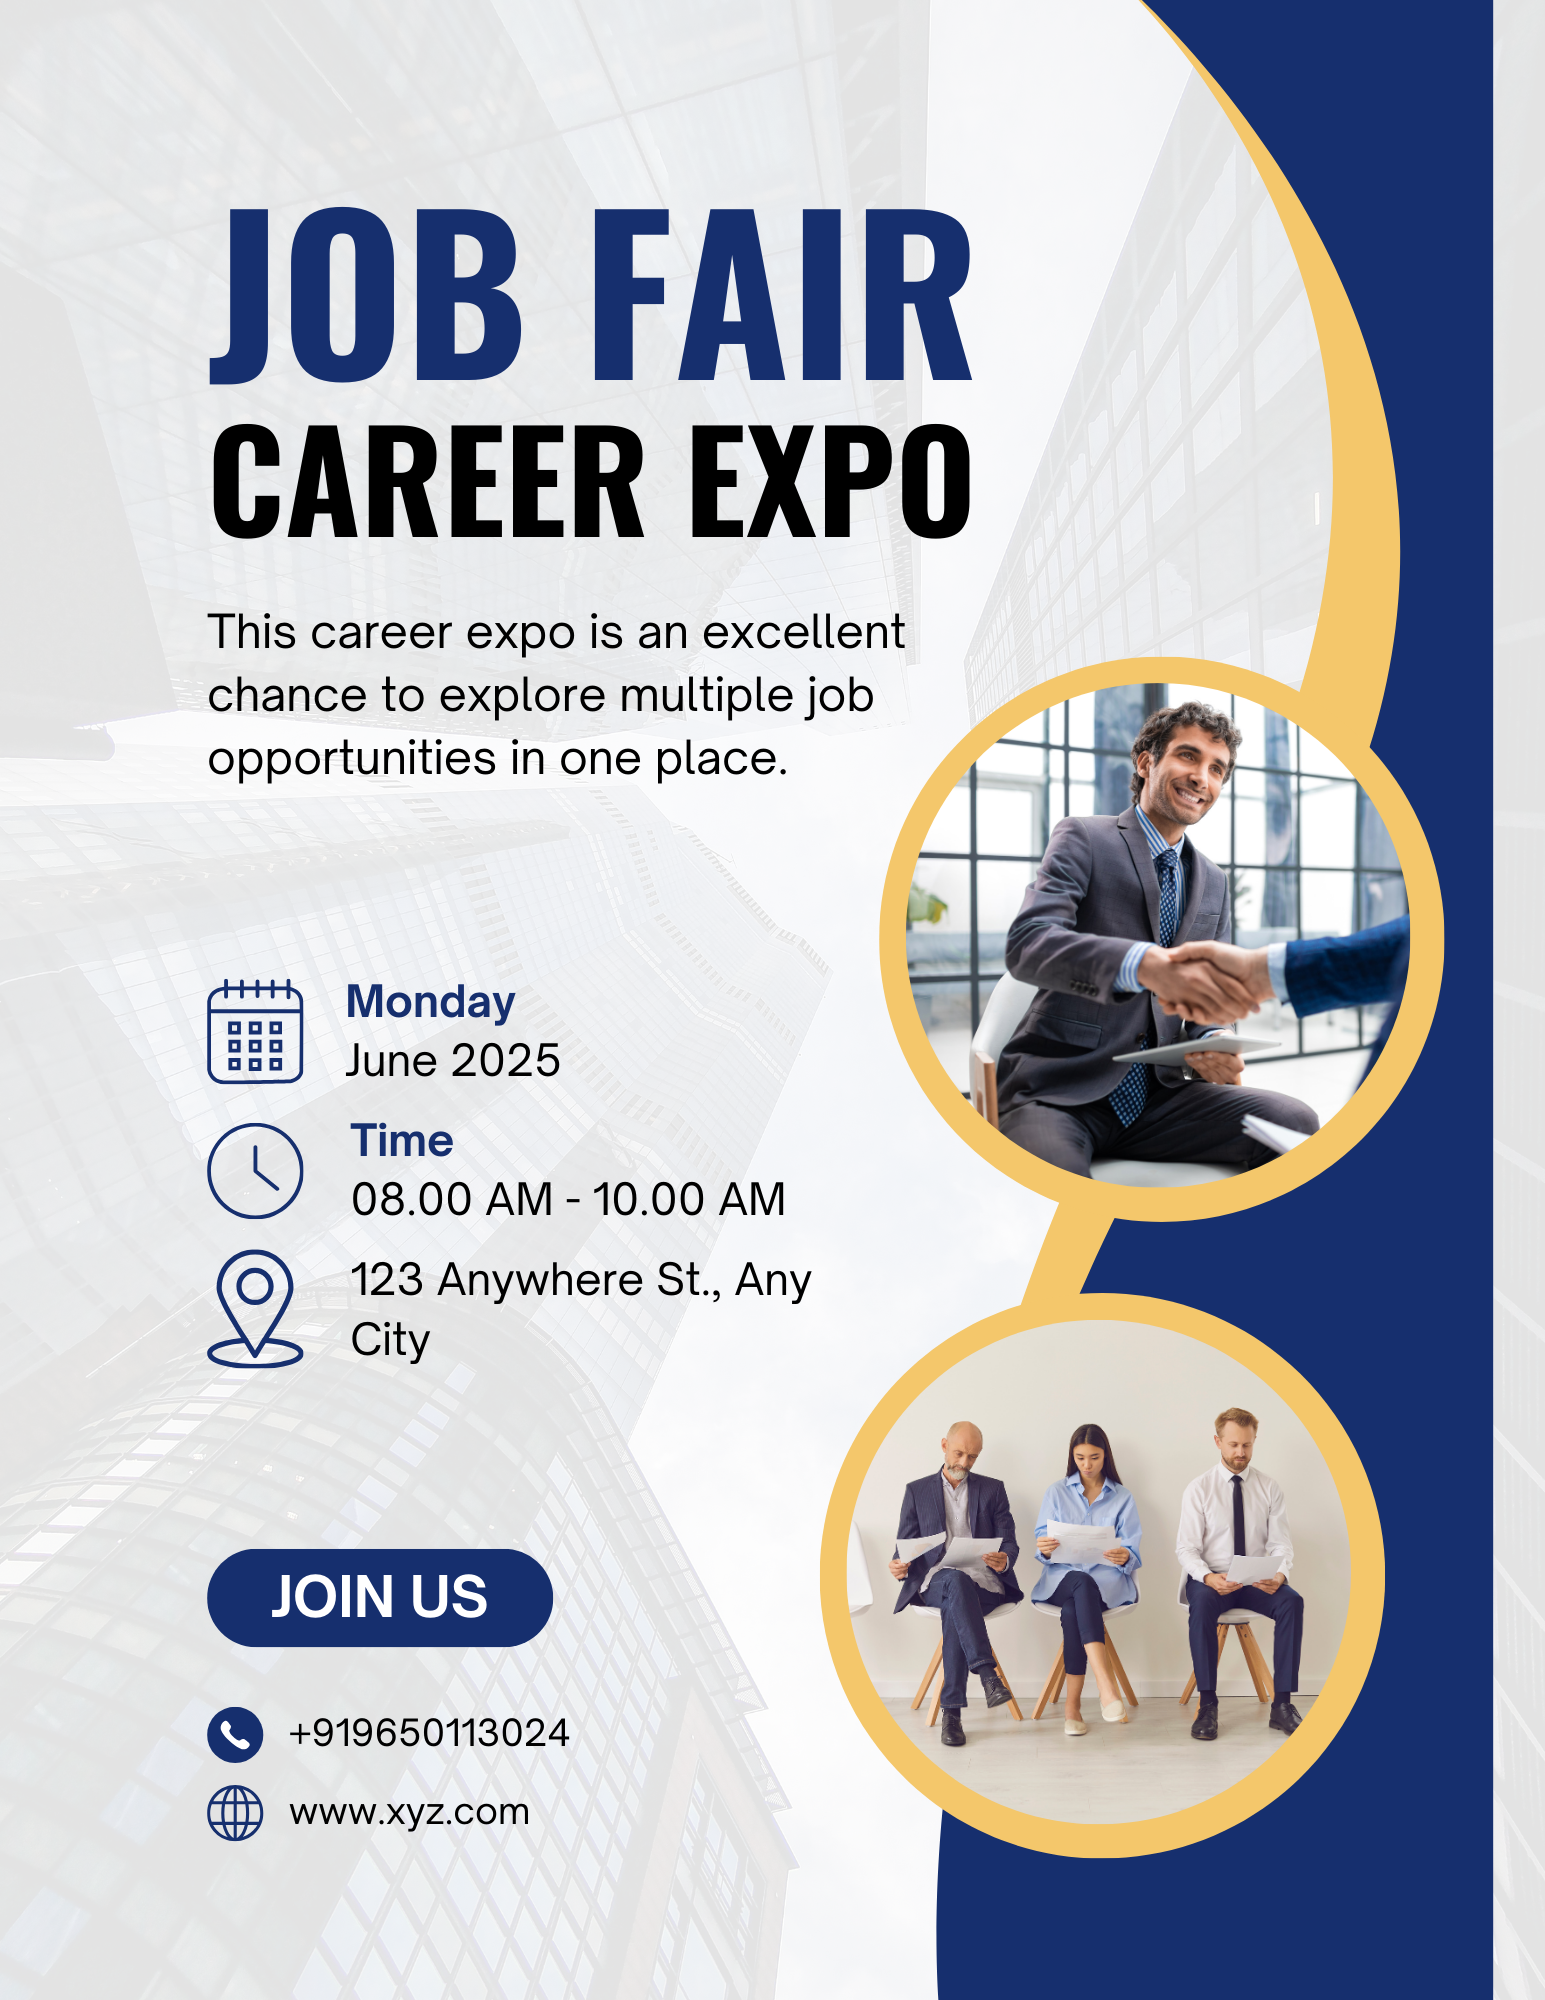 JOB FAIR
CAREER EXPO
This career expo is an excellent
chance to explore multiple job
opportunities in one place.
Monday
June 2025
Time
08.00 AM - 10.00 AM
123 Anywhere St., Any
City
JOIN US
+919650113024
www.xyz.com